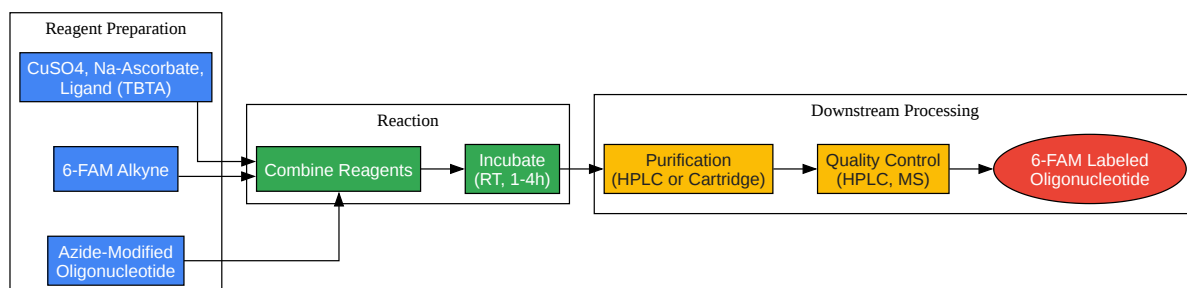 Reagent Preparation
CuSO4, Na-Ascorbate,
Ligand (TBTA)
6-FAM Alkyne
Azide-Modified
Oligonucleotide
Reaction
Combine Reagents
Incubate
(RT, 1-4h)
Downstream Processing
Purification
(HPLC or Cartridge)
Quality Control
(HPLC, MS)
6-FAM Labeled
Oligonucleotide